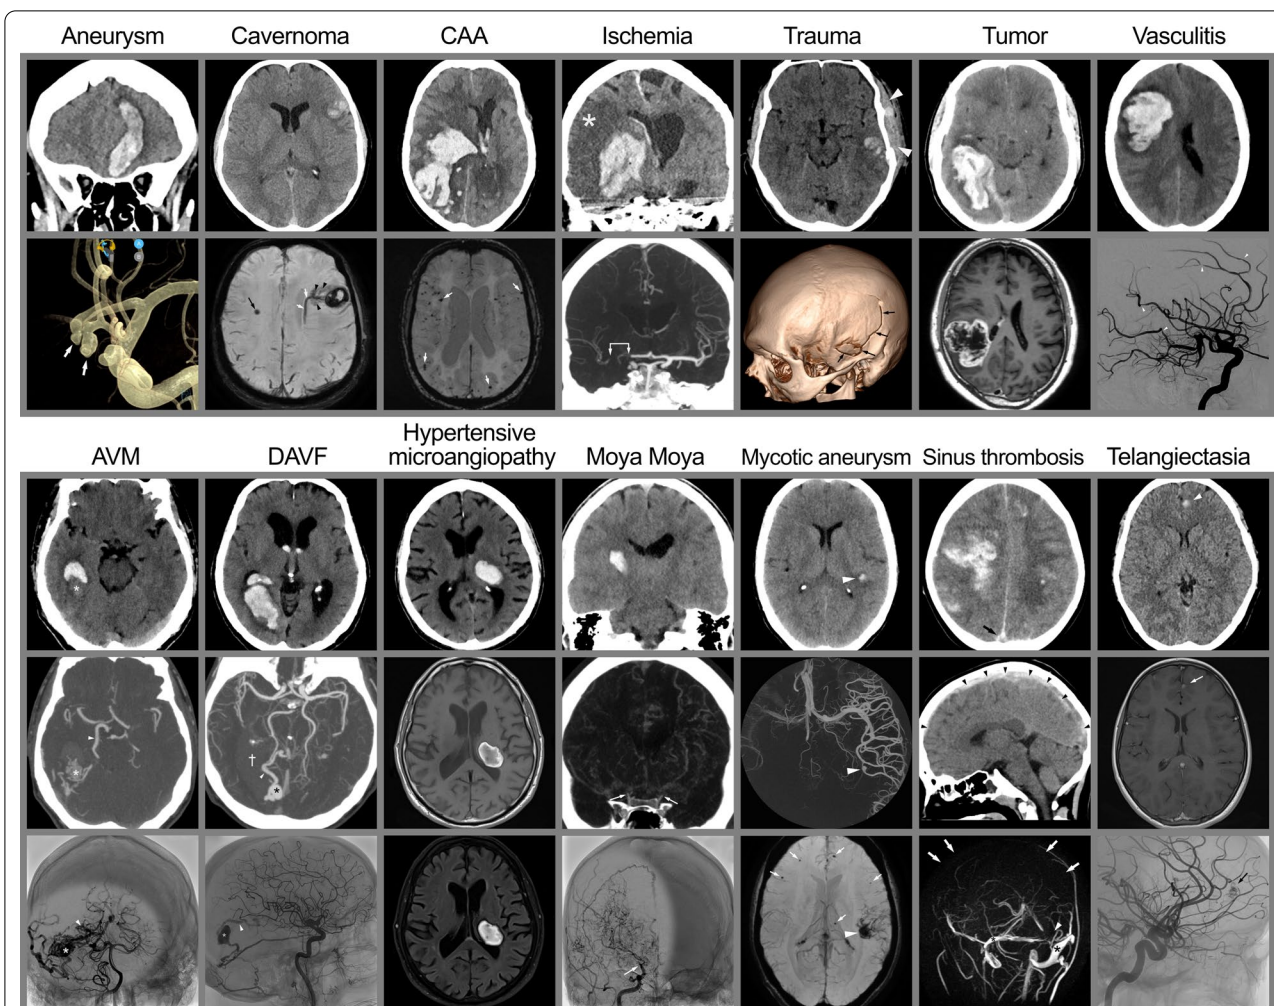 Aneurysm Cavernoma CAA Ischemia Trauma Tumor Vasculitis
*
AVM DAVF Hypertensive
microangiopathy Moya Moya Mycotic aneurysm Sinus thrombosis Telangiectasia
*
* † *
* * *